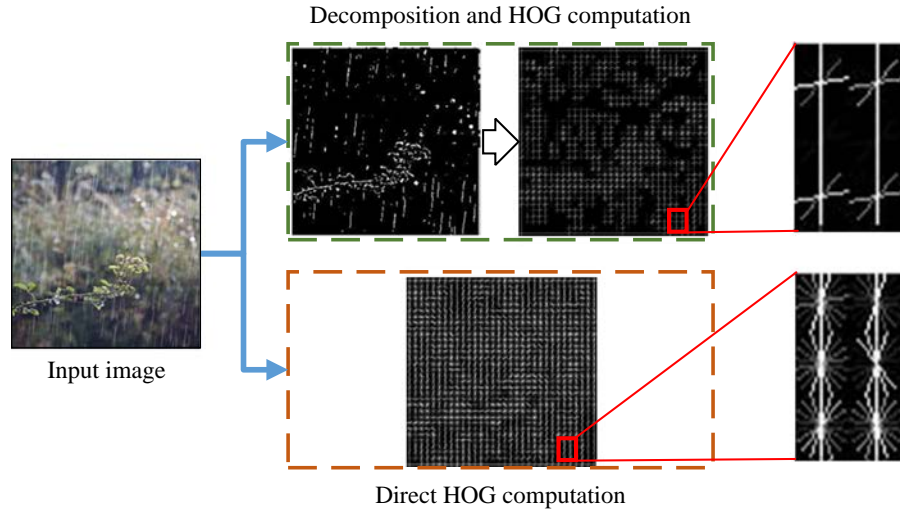 Decomposition and HOG computation
Input image
Direct HOG computation